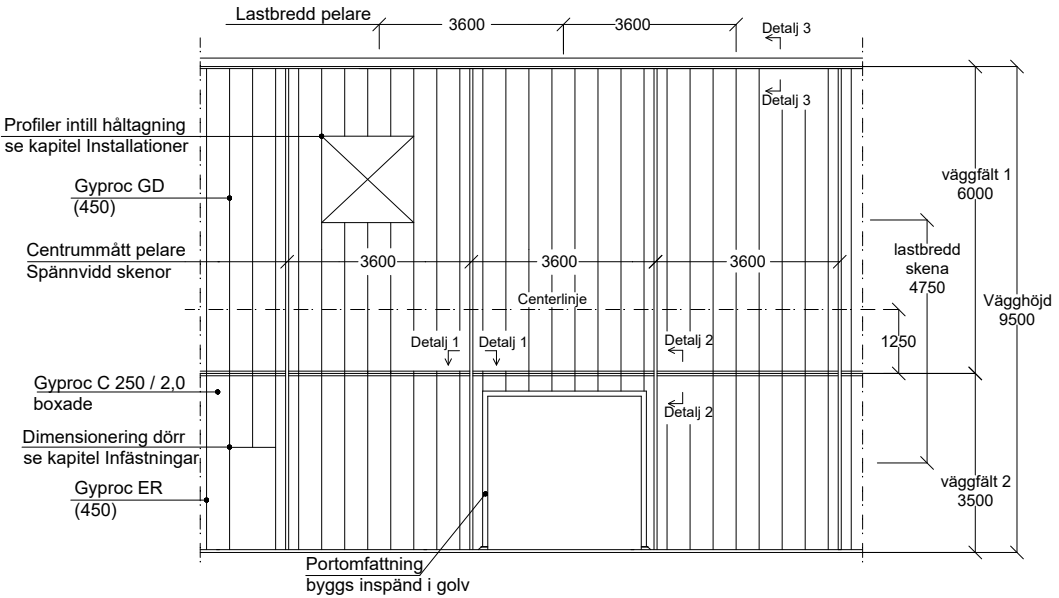 Lastbredd pelare
3600
3600
Detalj 3
Detalj 3
Profiler intill håltagning
se kapitel Installationer
Gyproc GD
(450)
väggfält 1
6000
Centrummått pelare
Spännvidd skenor
3600
3600
3600
lastbredd
skena
4750
Centerlinje
Vägghöjd
9500
1250
Detalj 1
Detalj 1
Detalj 2
Detalj 2
Gyproc C 250 / 2,0
boxade
Dimensionering dörr
se kapitel Infästningar
Gyproc ER
(450)
väggfält 2
3500
Portomfattning
byggs inspänd i golv